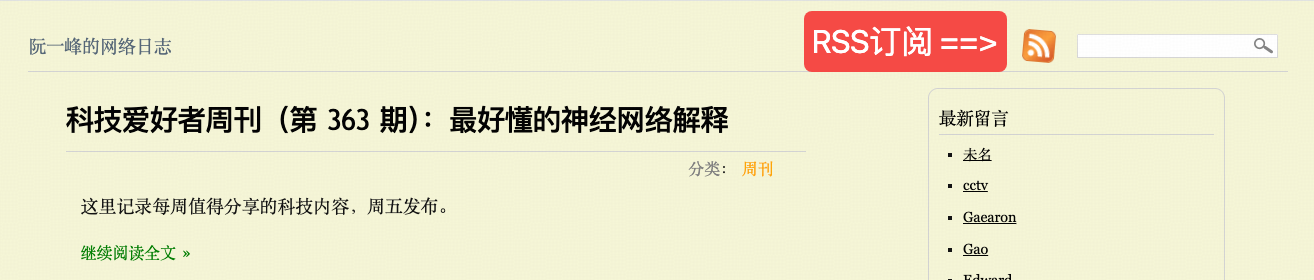 阮一峰的网络日志
RSS订阅 ==>
科技爱好者周刊（第 363 期）：最好懂的神经网络解释
分类： 周刊
这里记录每周值得分享的科技内容，周五发布。
继续阅读全文 »
最新留言
未名
cctv
Gaearon
Gao
Edward